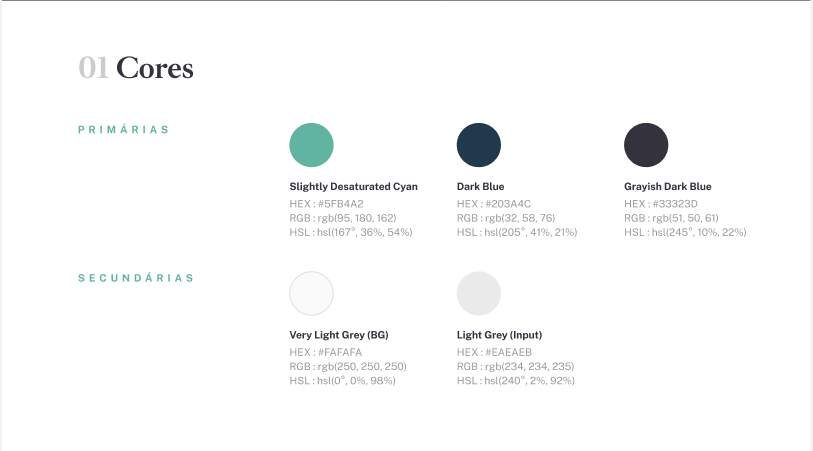 01 Cores
PRIMÁRIAS
Slightly Desaturated Cyan
HEX : #5FB4A2
RGB : rgb(95, 180, 162)
HSL : hsl(167°, 36%, 54%)
Dark Blue
HEX : #203A4C
RGB : rgb(32, 58, 76)
HSL : hsl(205°, 41%, 21%)
Grayish Dark Blue
HEX : #33323D
RGB : rgb(51, 50, 61)
HSL : hsl(245°, 10%, 22%)
SECUNDÁRIAS
Very Light Grey (BG)
HEX : #FAFAFA
RGB : rgb(250, 250, 250)
HSL : hsl(0°, 0%, 98%)
Light Grey (Input)
HEX : #EAEAEB
RGB : rgb(234, 234, 235)
HSL : hsl(240°, 2%, 92%)